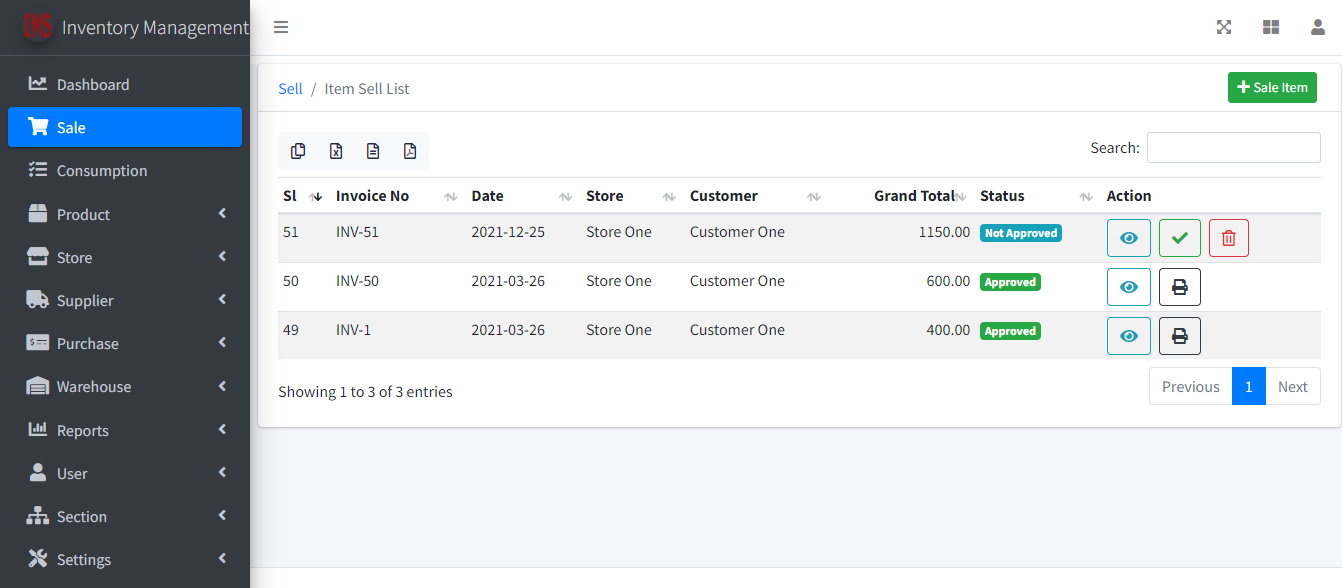 IMS Inventory Management
Dashboard
Sale
Consumption
Product
Store
Supplier
Purchase
Warehouse
Reports
User
Section
Settings
Sell / Item Sell List
Sale Item
Search:
Sl Invoice No Date Store Customer Grand Total Status Action
51 INV-51 2021-12-25 Store One Customer One 1150.00 Not Approved
50 INV-50 2021-03-26 Store One Customer One 600.00 Approved
49 INV-1 2021-03-26 Store One Customer One 400.00 Approved
Showing 1 to 3 of 3 entries
Previous 1 Next